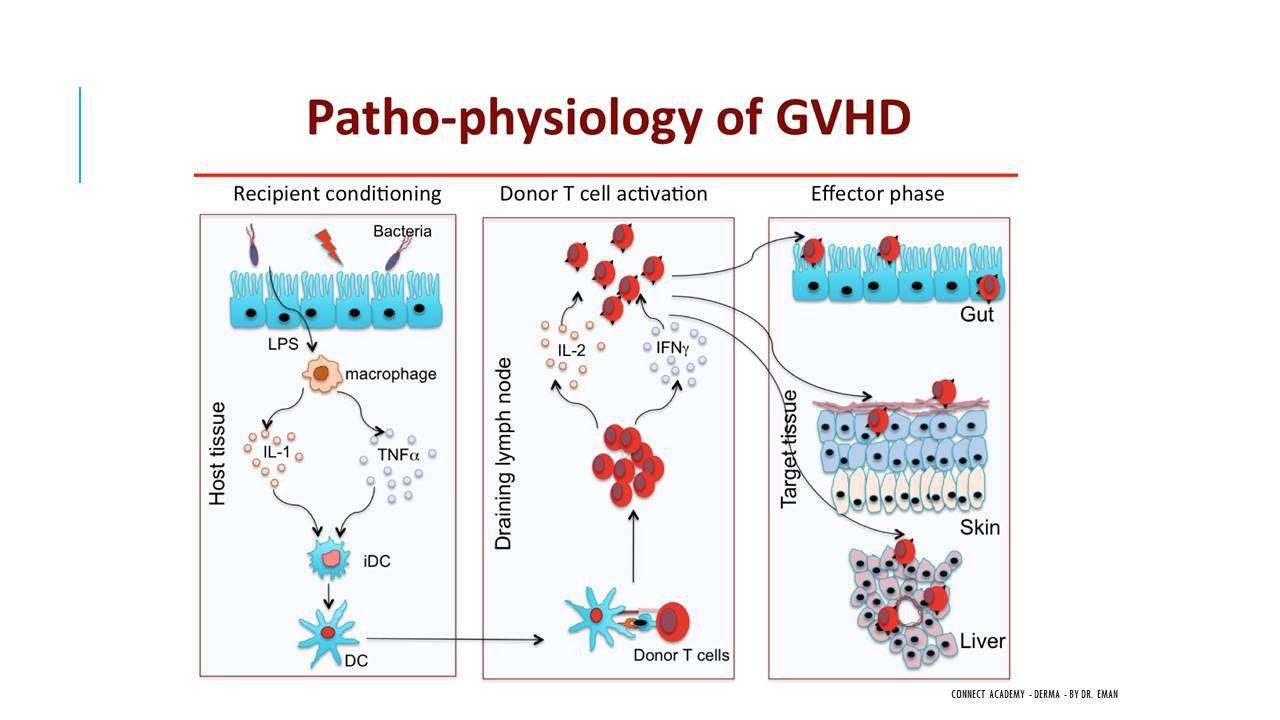 Patho-physiology of GVHD
Recipient conditioning
Donor T cell activation
Effector phase
Bacteria
LPS
macrophage
IL-1
TNFα
iDC
DC
Host tissue
IL-2
IFNγ
Draining lymph node
Donor T cells
Gut
Target tissue
Skin
Liver
CONNECT ACADEMY - DERMA - BY DR. EMAN